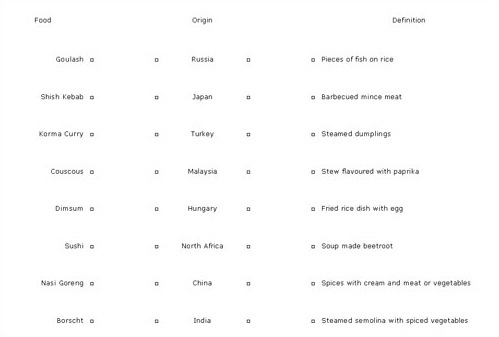 Food Origin Definition
Goulash Russia Pieces of fish on rice
Shish Kebab Japan Barbecued mince meat
Korma Curry Turkey Steamed dumplings
Couscous Malaysia Stew flavoured with paprika
Dimsum Hungary Fried rice dish with egg
Sushi North Africa Soup made beetroot
Nasi Goreng China Spices with cream and meat or vegetables
Borscht India Steamed semolina with spiced vegetables